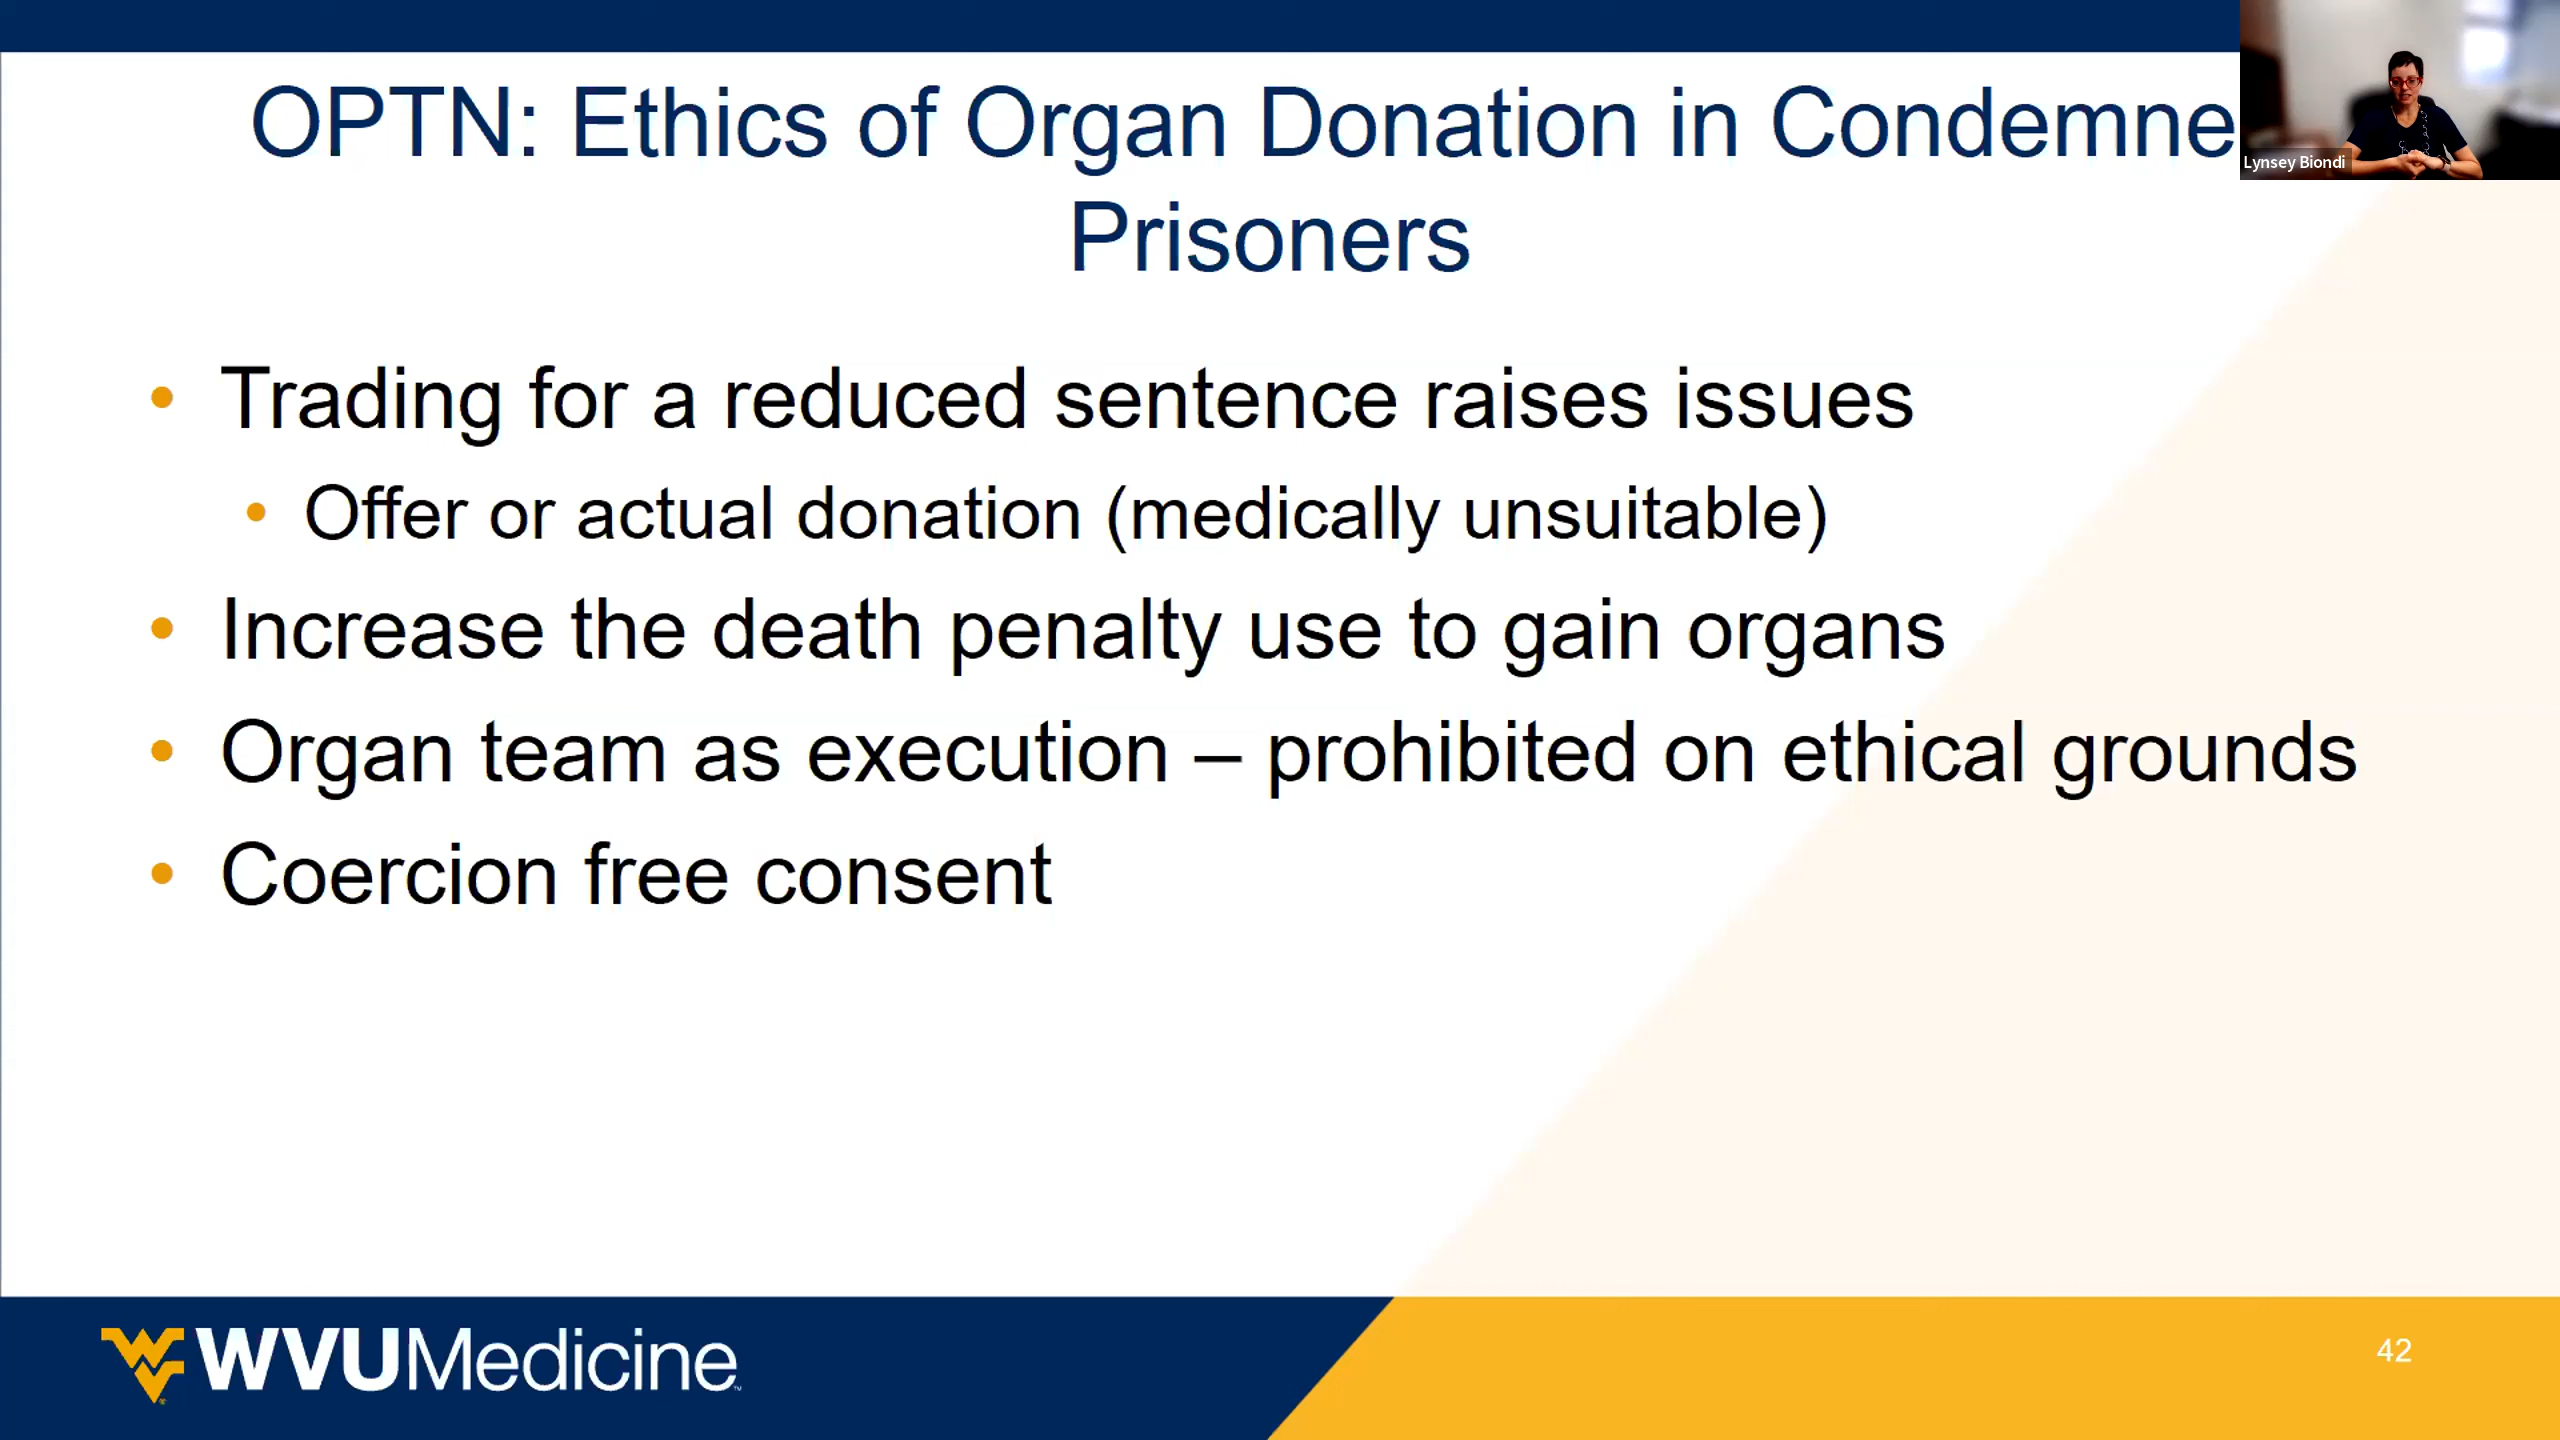 OPTN: Ethics of Organ Donation in Condemne
Prisoners
Lynsey Biondi
• Trading for a reduced sentence raises issues
• Offer or actual donation (medically unsuitable)
• Increase the death penalty use to gain organs
• Organ team as execution – prohibited on ethical grounds
• Coercion free consent
WVUMedicine™
42